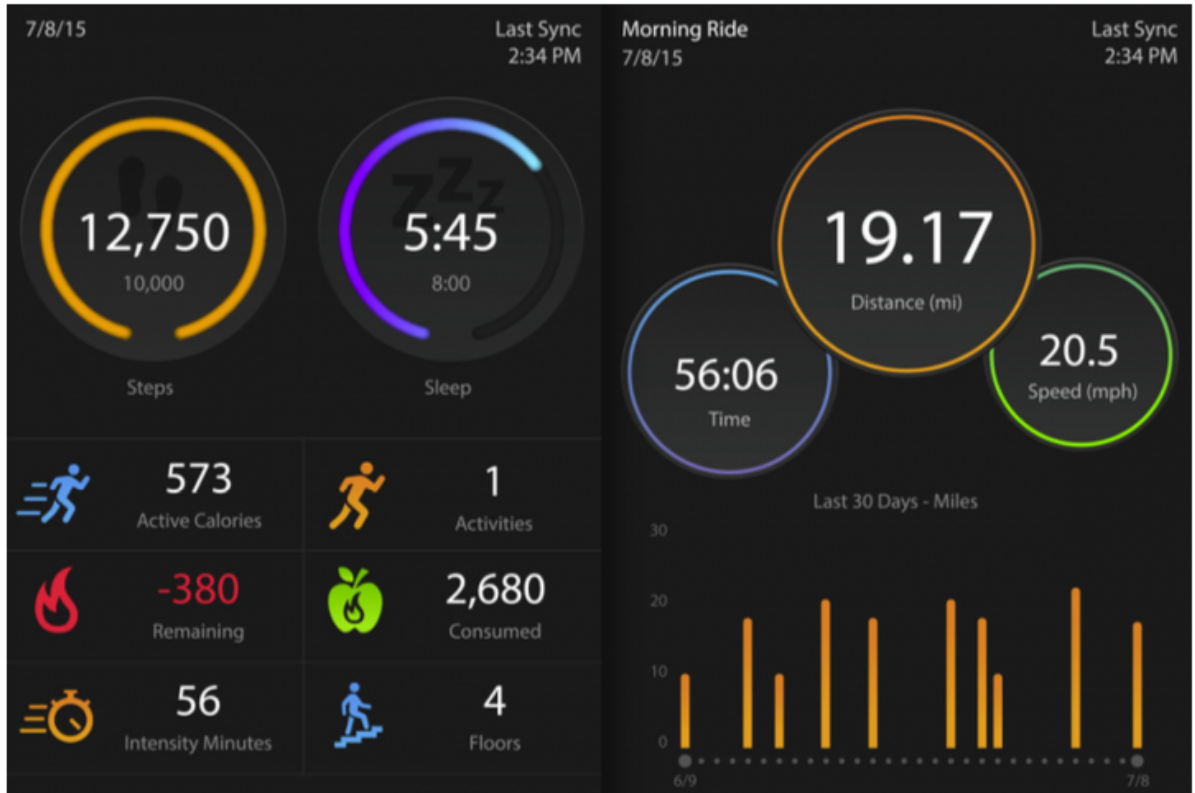 7/8/15
Last Sync
2:34 PM
12,750
10,000
Steps
zzz
5:45
8:00
Sleep
573
Active Calories
1
Activities
-380
Remaining
2,680
Consumed
56
Intensity Minutes
4
Floors
Morning Ride
7/8/15
Last Sync
2:34 PM
19.17
Distance (mi)
56:06
Time
20.5
Speed (mph)
Last 30 Days - Miles
30
20
10
0
6/9
7/8